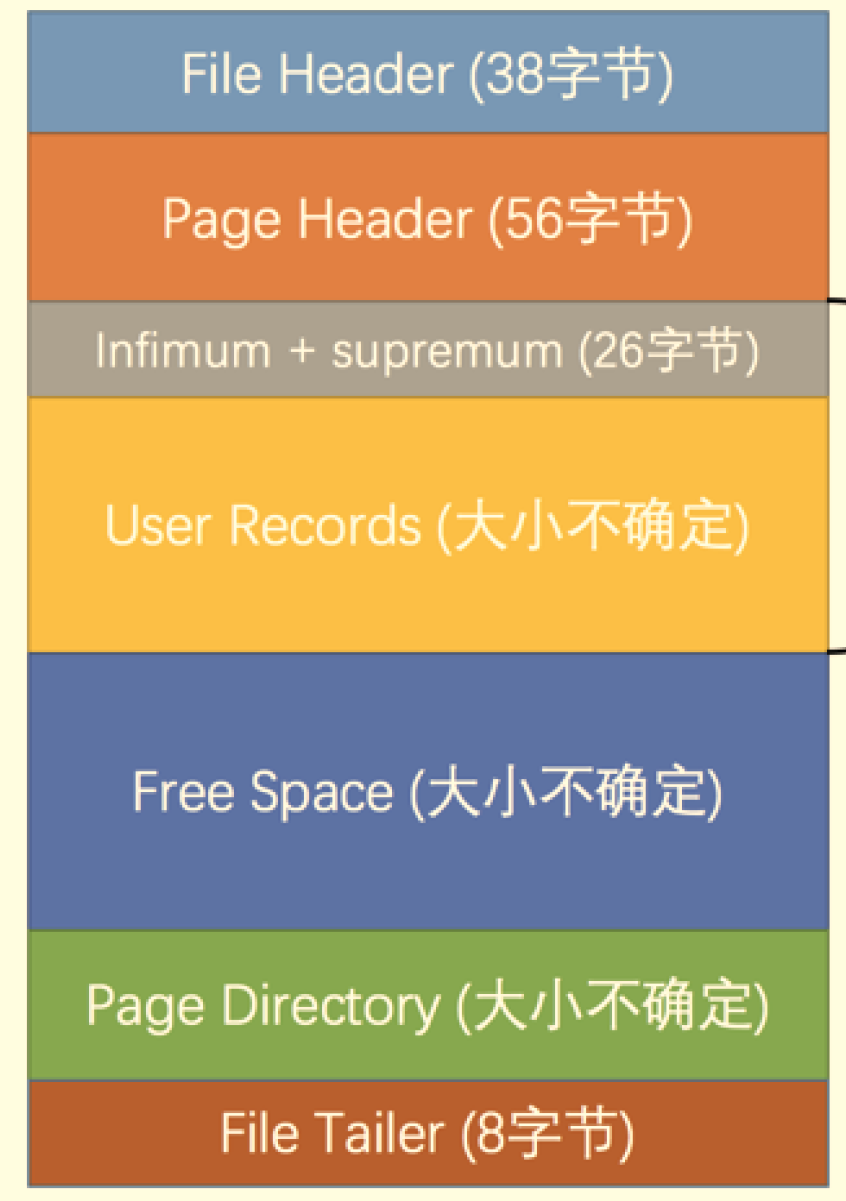 File Header (38字节)
Page Header (56字节)
Infimum + supremum (26字节)
User Records (大小不确定)
Free Space (大小不确定)
Page Directory (大小不确定)
File Tailer (8字节)